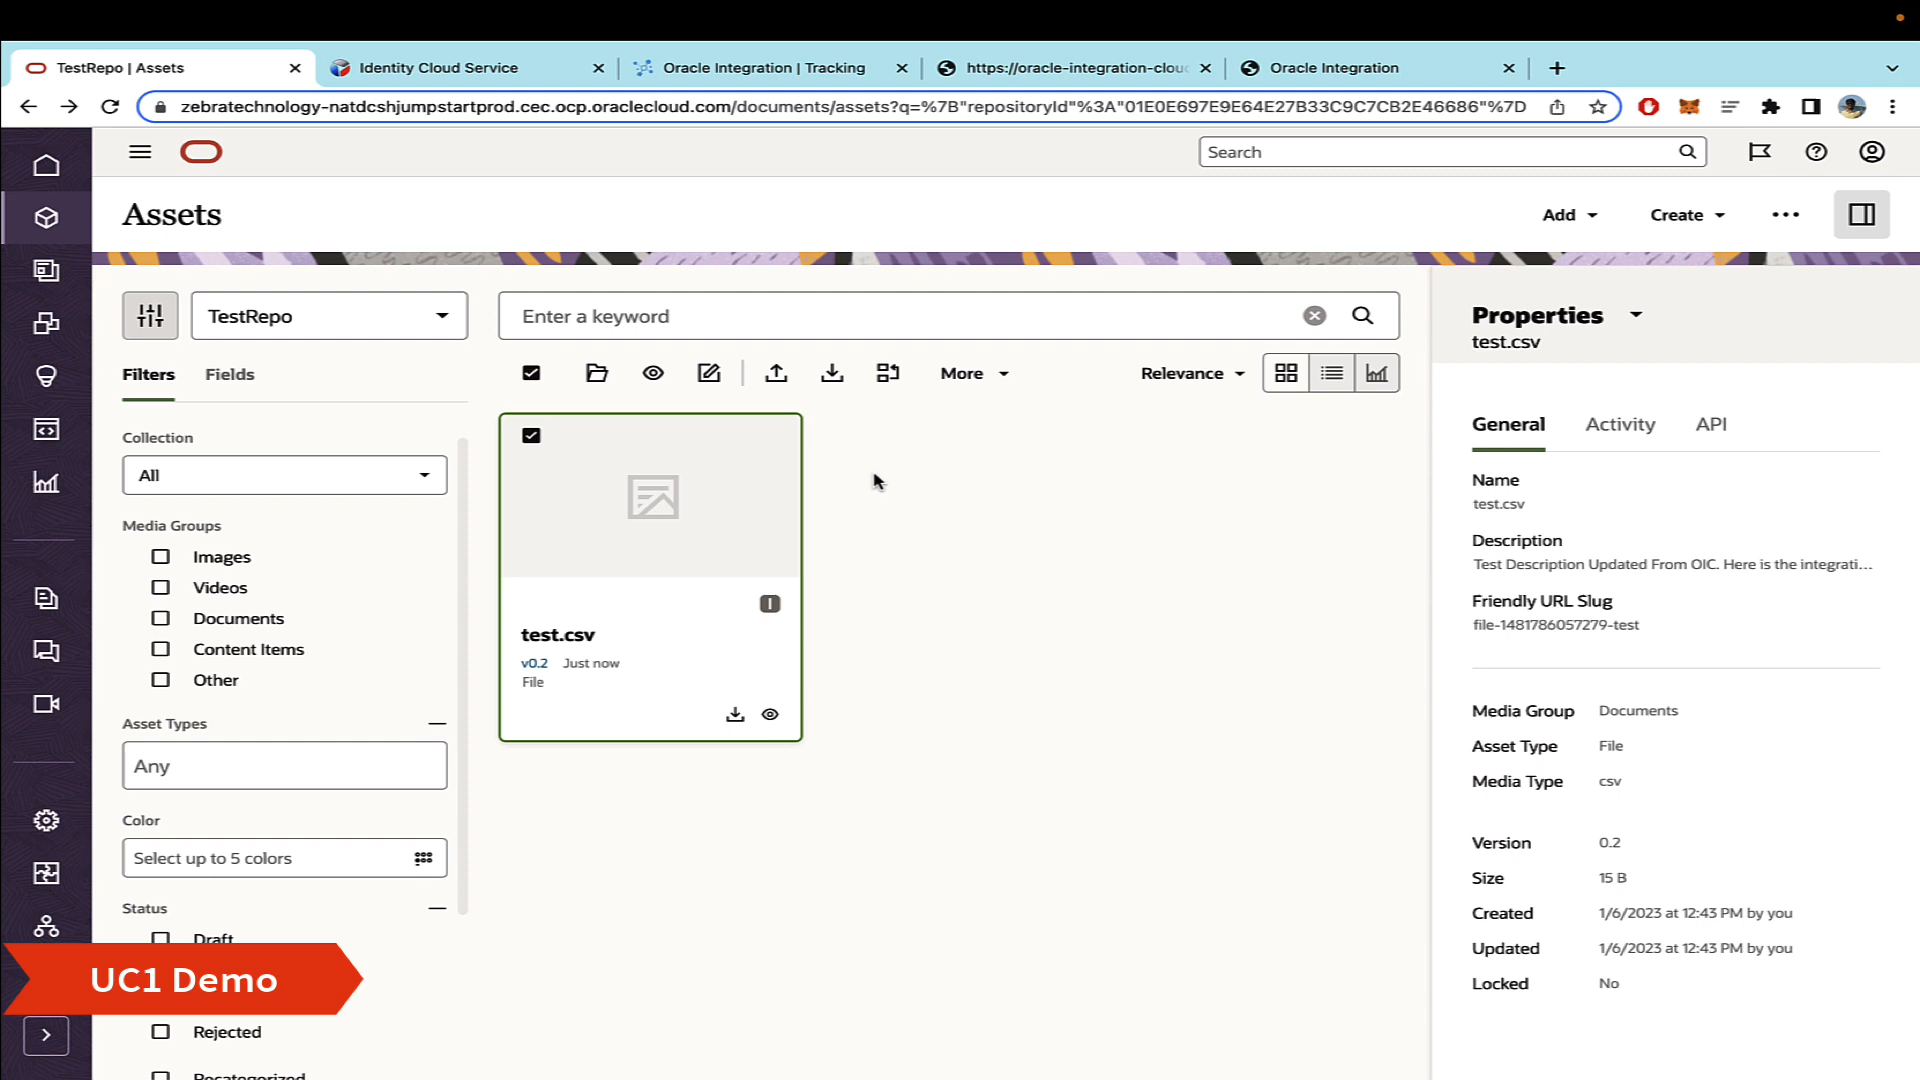 TestRepo | Assets
Identity Cloud Service
Oracle Integration | Tracking
https://oracle-integration-clou
Oracle Integration
zebratechnology-natdcshjumpstartprod.cec.ocp.oraclecloud.com/documents/assets?q=%7B"repositoryId"%3A"01E0E697E9E64E27B33C9C7CB2E46686"%7D
Search
Assets
Add
Create
TestRepo
Enter a keyword
Properties
test.csv
Filters
Fields
More
Relevance
Collection
All
Media Groups
Images
Videos
Documents
Content Items
Other
Asset Types
Any
Color
Select up to 5 colors
Status
Draft
Rejected
Recategorized
test.csv
v0.2 Just now
File
General
Activity
API
Name
test.csv
Description
Test Description Updated From OIC. Here is the integrati...
Friendly URL Slug
file-1481786057279-test
Media Group Documents
Asset Type File
Media Type csv
Version 0.2
Size 15 B
Created 1/6/2023 at 12:43 PM by you
Updated 1/6/2023 at 12:43 PM by you
Locked No
UC1 Demo